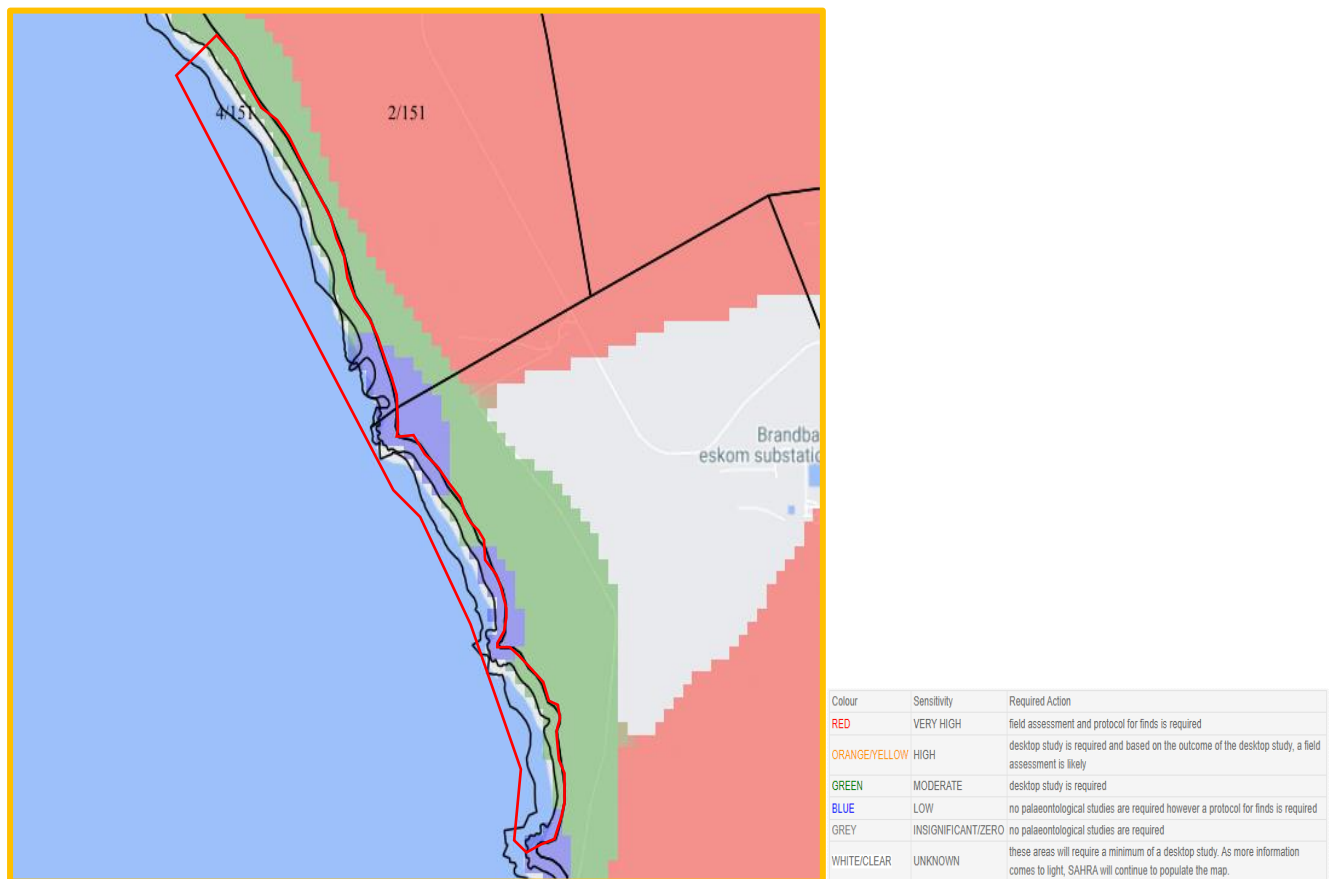 4/151
2/151
Brandba
eskom substatio
Colour Sensitivity Required Action
RED VERY HIGH field assessment and protocol for finds is required
ORANGE/YELLOW HIGH desktop study is required and based on the outcome of the desktop study, a field
assessment is likely
GREEN MODERATE desktop study is required
BLUE LOW no palaeontological studies are required however a protocol for finds is required
GREY INSIGNIFICANT/ZERO no palaeontological studies are required
WHITE/CLEAR UNKNOWN these areas will require a minimum of a desktop study. As more information
comes to light, SAHRA will continue to populate the map.